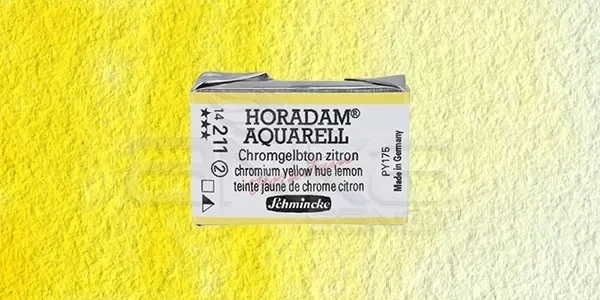 HORADAM®
AQUARELL
Chromgelbton zitron
chromium yellow hue lemon
teinte jaune de chrome citron
Schmincke
14 211 2
★★★
PY175
Made in Germany